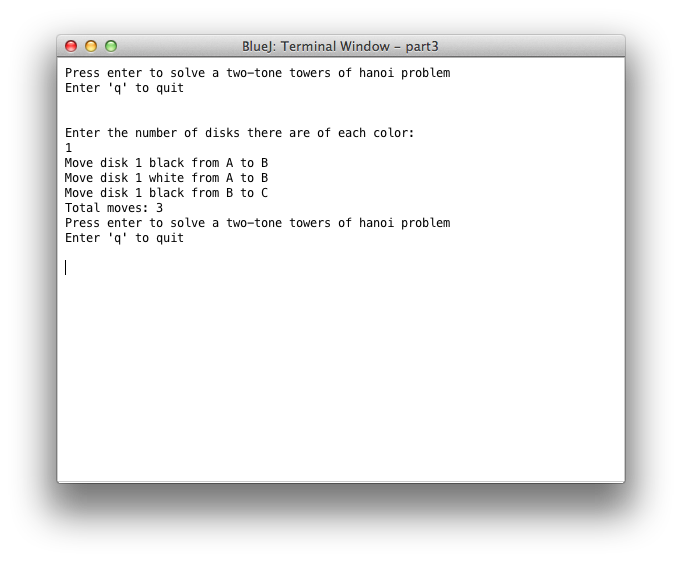 BlueJ: Terminal Window - part3
Press enter to solve a two-tone towers of hanoi problem
Enter 'q' to quit
Enter the number of disks there are of each color:
1
Move disk 1 black from A to B
Move disk 1 white from A to B
Move disk 1 black from B to C
Total moves: 3
Press enter to solve a two-tone towers of hanoi problem
Enter 'q' to quit